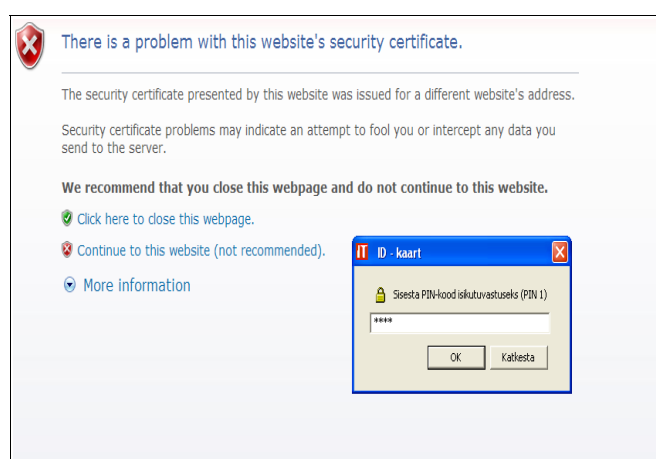 There is a problem with this website's security certificate.
The security certificate presented by this website was issued for a different website's address.
Security certificate problems may indicate an attempt to fool you or intercept any data you
send to the server.
We recommend that you close this webpage and do not continue to this website.
Click here to close this webpage.
Continue to this website (not recommended).
More information
IT ID - kaart
Sisesta PIN-kood isikutuvastuseks (PIN 1)
****
OK Katkesta